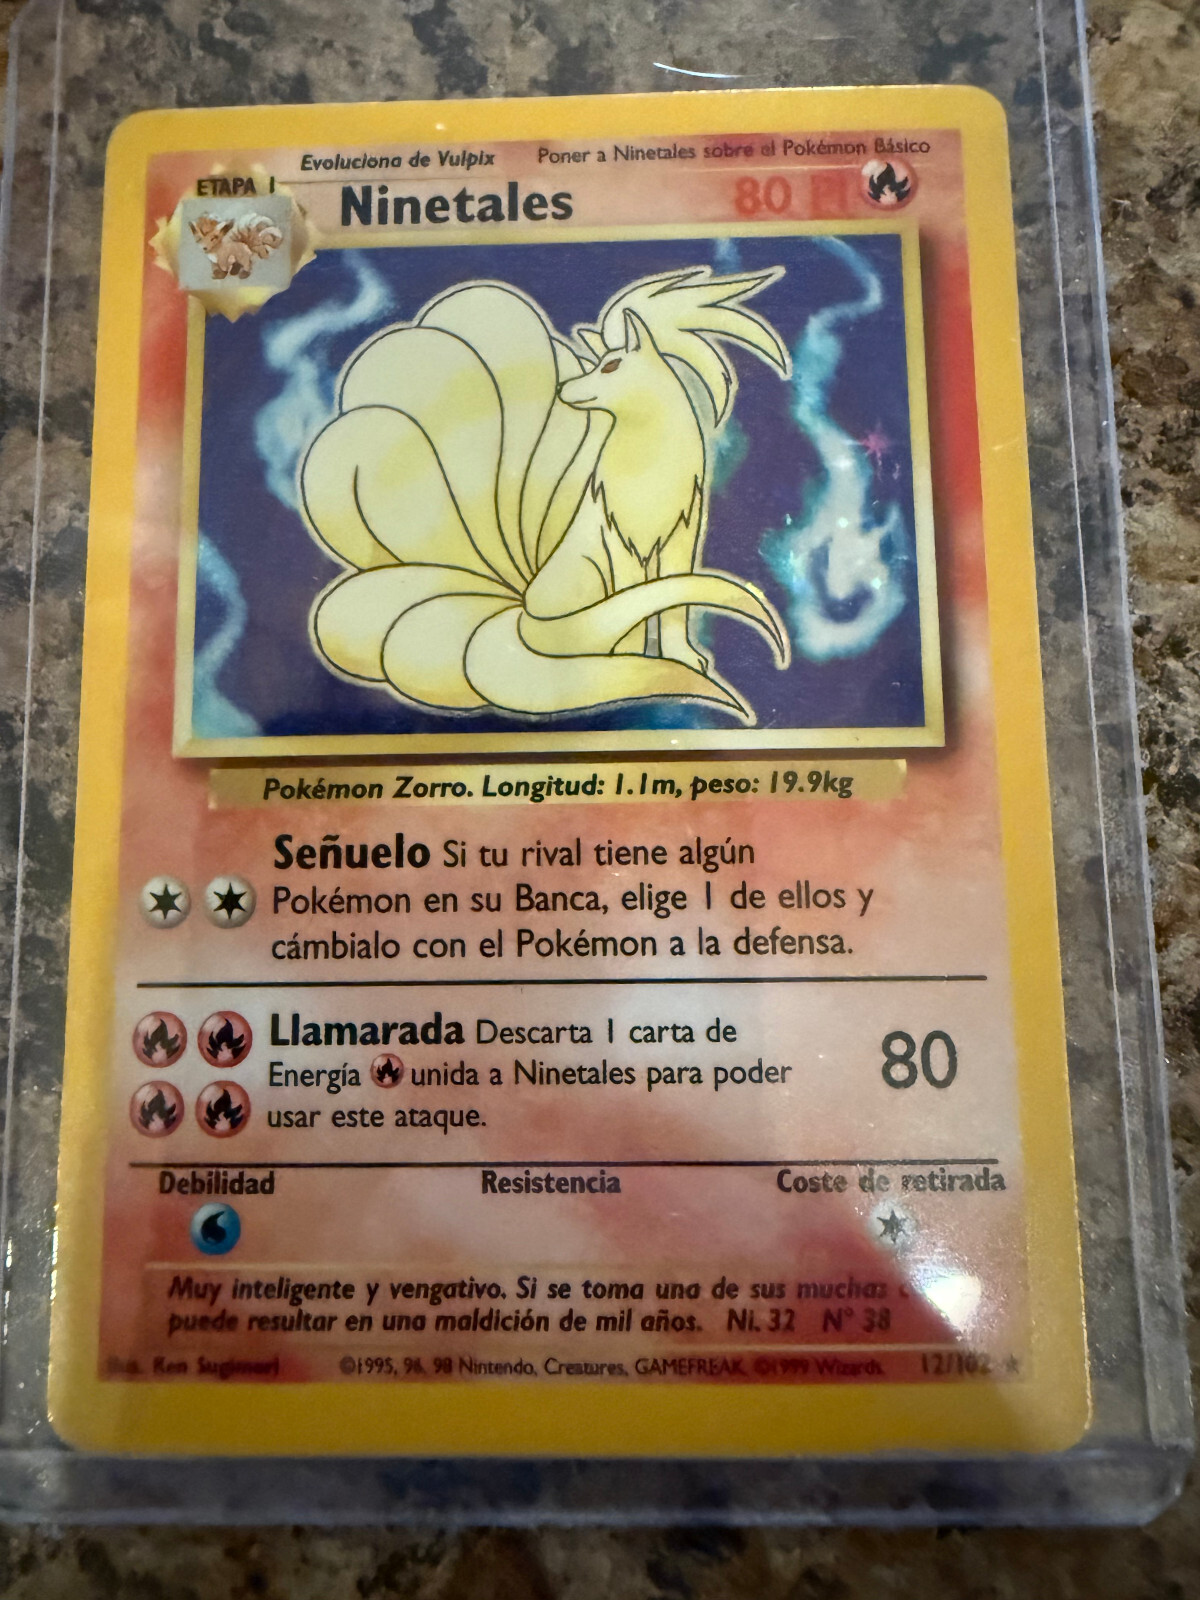 Evoluciona de Vulpix Poner a Ninetales sobre el Pokémon Básico
ETAPA 1
Ninetales 80 PV
Pokémon Zorro. Longitud: 1.1m, peso: 19.9kg
Señuelo Si tu rival tiene algún
Pokémon en su Banca, elige 1 de ellos y
cámbialo con el Pokémon a la defensa.
Llamarada Descarta 1 carta de
Energía unida a Ninetales para poder
usar este ataque.
80
Debilidad Resistencia Coste de retirada
Muy inteligente y vengativo. Si se toma una de sus muchas
puede resultar en una maldición de mil años. Ni. 32 N° 38
Ilus. Ken Sugimori ©1995, 96, 98 Nintendo, Creatures, GAMEFREAK. ©1999 Wizards. 12/102